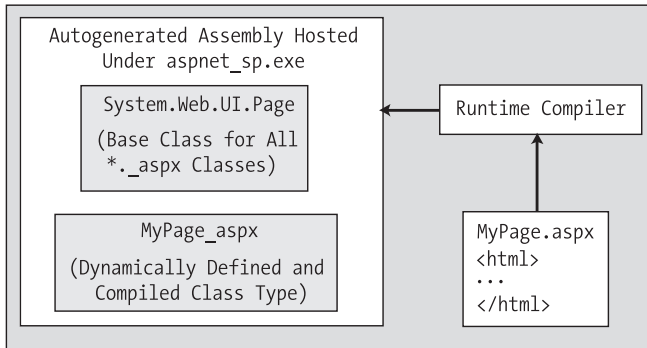 Autogenerated Assembly Hosted
Under aspnet_sp.exe
System.Web.UI.Page
(Base Class for All
*._aspx Classes)
MyPage_aspx
(Dynamically Defined and
Compiled Class Type)
Runtime Compiler
MyPage.aspx
<html>
...
</html>